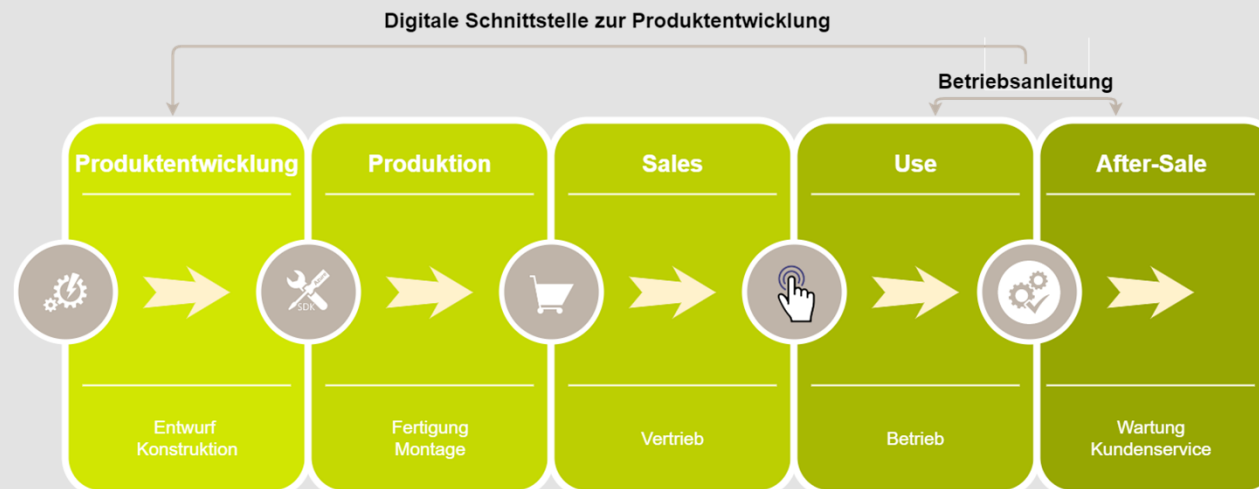 Digitale Schnittstelle zur Produktentwicklung
Betriebsanleitung
Produktentwicklung
Produktion
Sales
Use
After-Sale
SDK
Entwurf
Konstruktion
Fertigung
Montage
Vertrieb
Betrieb
Wartung
Kundenservice